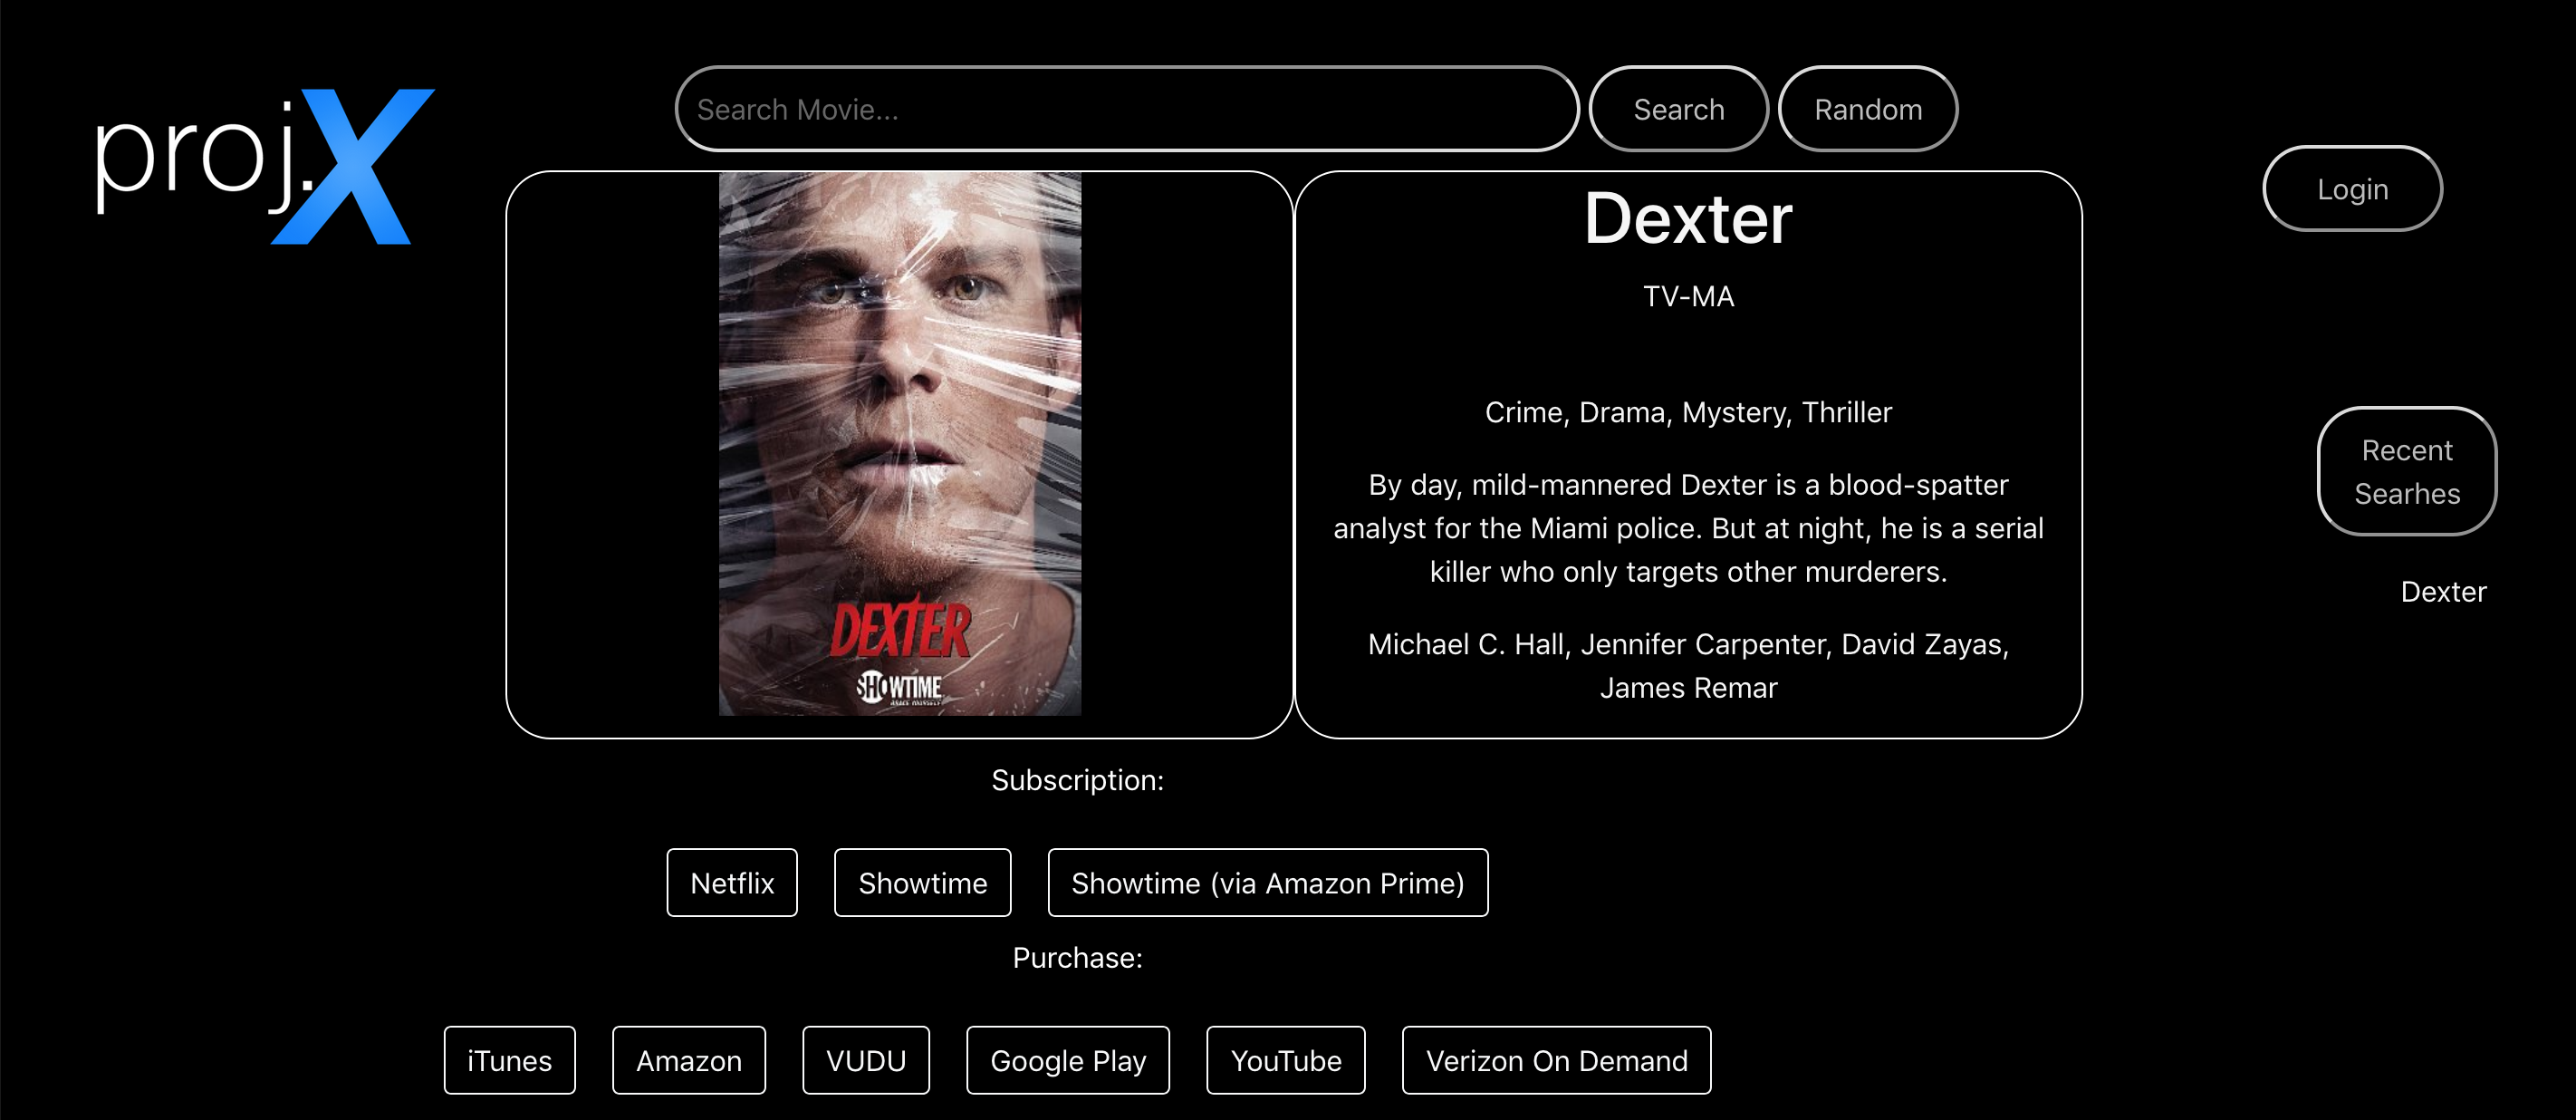 proj.X
Search Movie...
Search
Random
Login
DEXTER
SHOWTIME
Dexter
TV-MA
Crime, Drama, Mystery, Thriller
By day, mild-mannered Dexter is a blood-spatter
analyst for the Miami police. But at night, he is a serial
killer who only targets other murderers.
Michael C. Hall, Jennifer Carpenter, David Zayas,
James Remar
Recent
Searhes
Dexter
Subscription:
Netflix
Showtime
Showtime (via Amazon Prime)
Purchase:
iTunes
Amazon
VUDU
Google Play
YouTube
Verizon On Demand